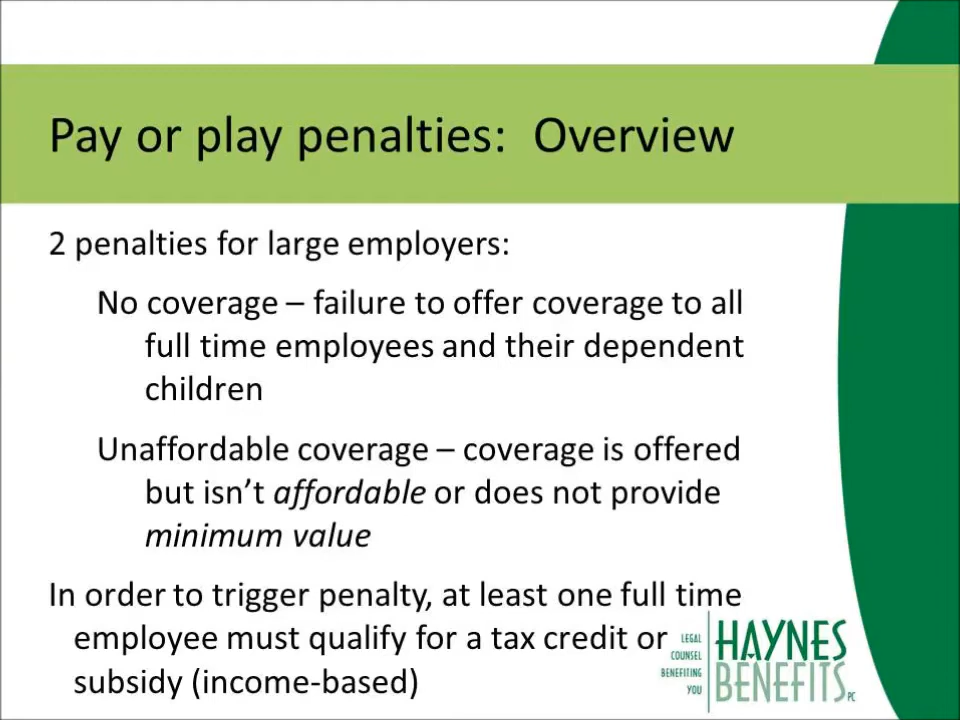 Pay or play penalties:  Overview
2 penalties for large employers:
No coverage – failure to offer coverage to all
full time employees and their dependent
children
Unaffordable coverage – coverage is offered
but isn't affordable or does not provide
minimum value
In order to trigger penalty, at least one full time
employee must qualify for a tax credit or
subsidy (income-based)
LEGAL
COUNSEL
BENEFITING
YOU
HAYNES
BENEFITS PC